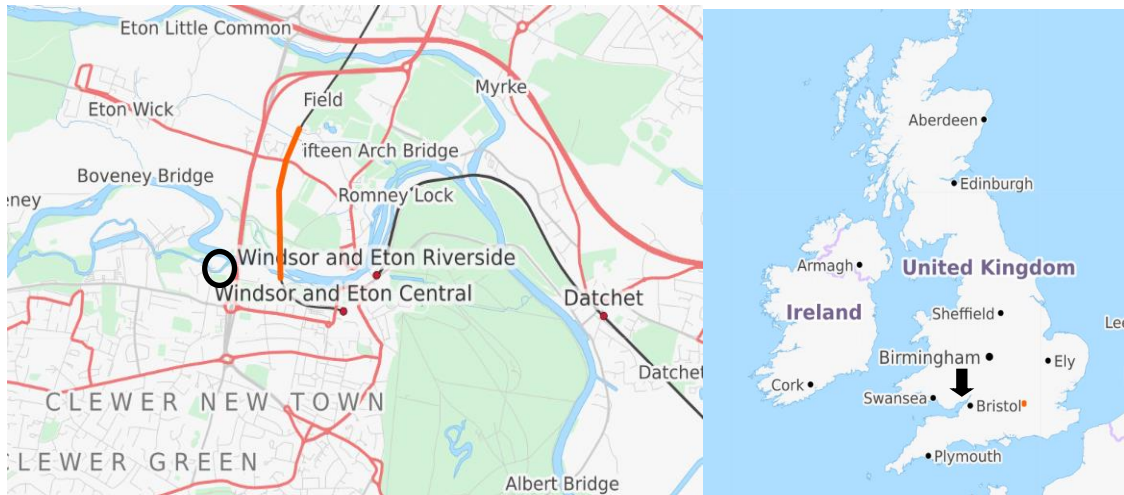 Eton Little Common
Myrke
Field
Eton Wick
ifteen Arch Bridge
Boveney Bridge
Romney Lock
eney
Windsor and Eton Riverside
Windsor and Eton Central
Datchet
Datchet
CLEWER NEW TOWN
CLEWER GREEN
Albert Bridge
Aberdeen
Edinburgh
Armagh
United Kingdom
Ireland
Sheffield
Lee
Birmingham
Ely
Cork
Swansea
Bristol
Plymouth